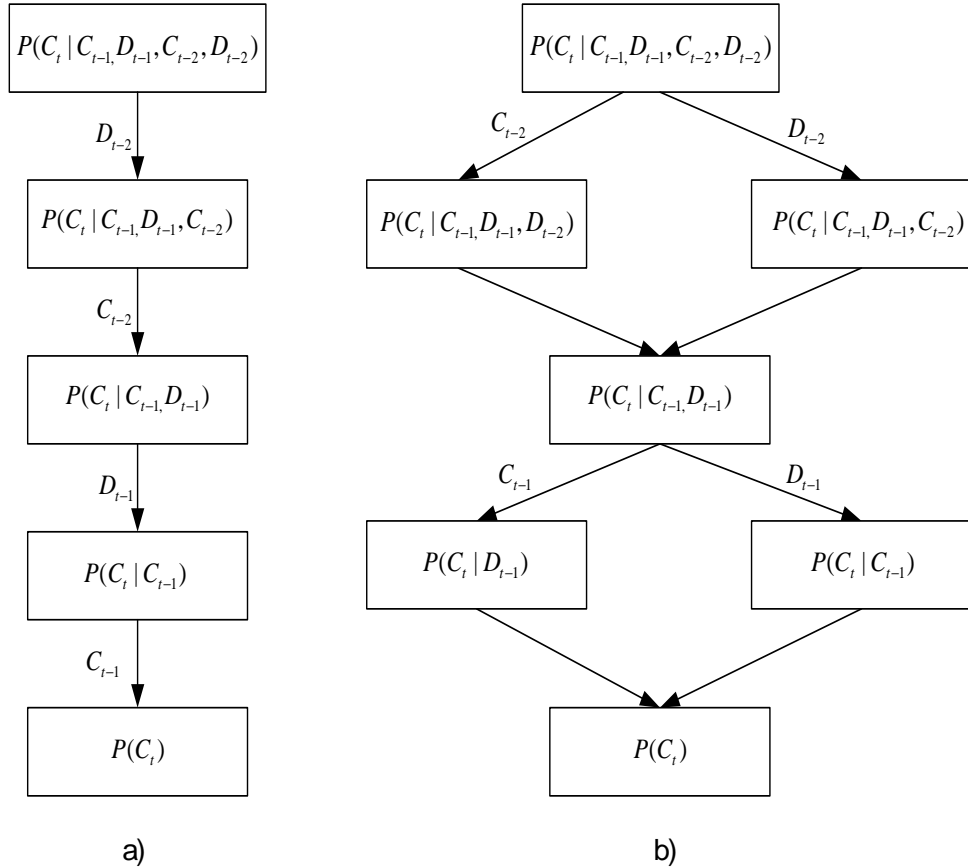 P(C_{t-1}| C_{t-1,} D_{t-1}, C_{t-2}, D_{t-2})
D_{t-2}
P(C_t | C_{t-1,} D_{t-1}, C_{t-2})
C_{t-2}
P(C_t | C_{t-1,} D_{t-1})
D_{t-1}
P(C_t | C_{t-1})
C_{t-1}
P(C_t)
a)
P(C_t | C_{t-1,} D_{t-1}, C_{t-2}, D_{t-2})
C_{t-2}
D_{t-2}
P(C_t | C_{t-1,} D_{t-1}, D_{t-2})
P(C_t | C_{t-1,} D_{t-1}, C_{t-2})
P(C_t | C_{t-1,} D_{t-1})
C_{t-1}
D_{t-1}
P(C_t | D_{t-1})
P(C_t | C_{t-1})
P(C_t)
b)